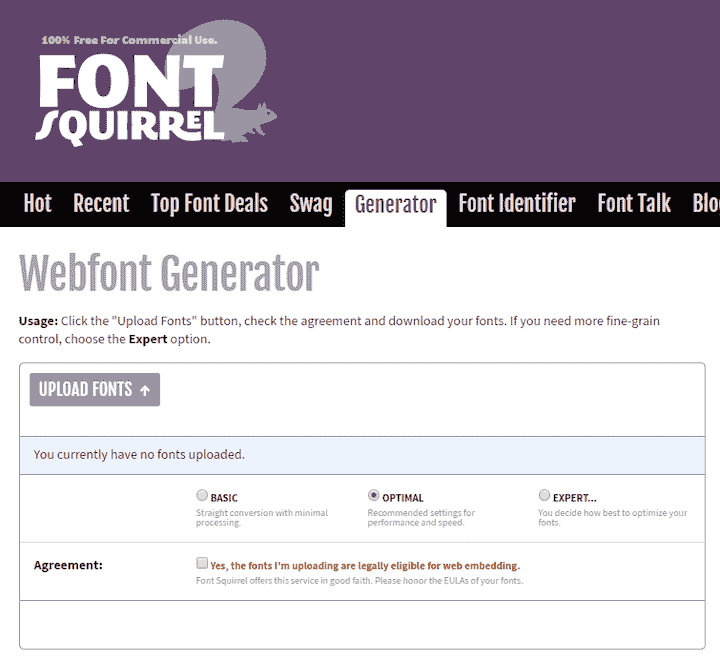 100% Free For Commercial Use.
FONT
SQUIRREL
Hot Recent Top Font Deals Swag Generator Font Identifier Font Talk Blo
Webfont Generator
Usage: Click the "Upload Fonts" button, check the agreement and download your fonts. If you need more fine-grain
control, choose the Expert option.
UPLOAD FONTS ↑
You currently have no fonts uploaded.
BASIC OPTIMAL EXPERT...
Straight conversion with minimal Recommended settings for You decide how best to optimize your
processing. performance and speed. fonts.
Agreement: Yes, the fonts I'm uploading are legally eligible for web embedding.
Font Squirrel offers this service in good faith. Please honor the EULAs of your fonts.